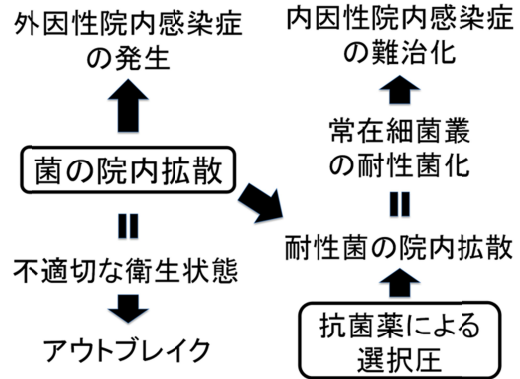 外因性院内感染症
の発生
菌の院内拡散
不適切な衛生状態
アウトブレイク
内因性院内感染症
の難治化
常在細菌叢
の耐性菌化
耐性菌の院内拡散
抗菌薬による
選択圧